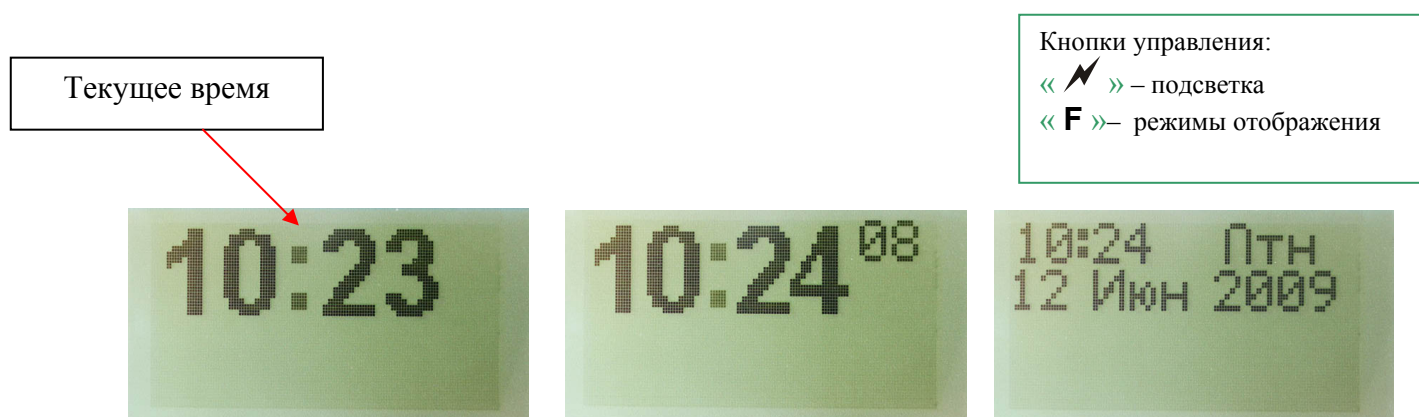 Кнопки управления:
« » – подсветка
« F »– режимы отображения
Текущее время
10:23
10:24 08
10:24 Птн
12 Июн 2009